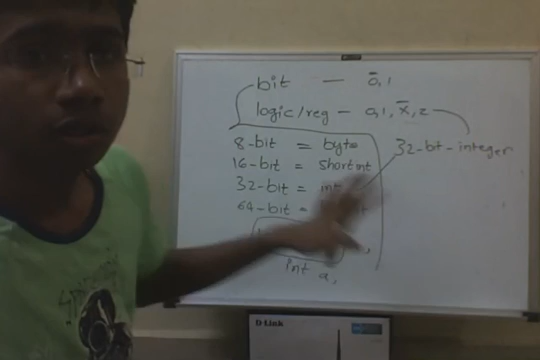 bit — 0,1
logic/reg — 0,1,x,z
8-bit = byte
16-bit = shortint
32-bit-integer
32-bit = int
64-bit =
int a,
D-Link